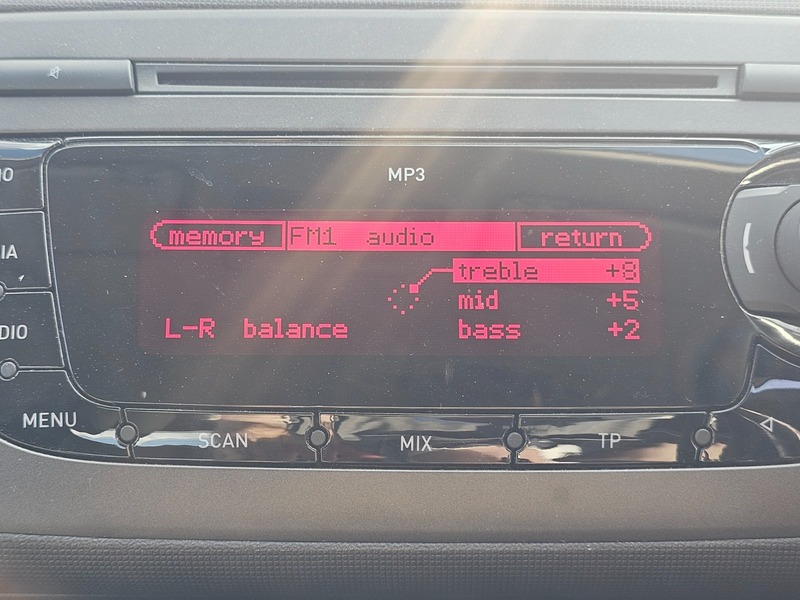 MP3
memory FM1 audio return
treble +8
mid +5
L-R balance bass +2
MENU SCAN MIX TP